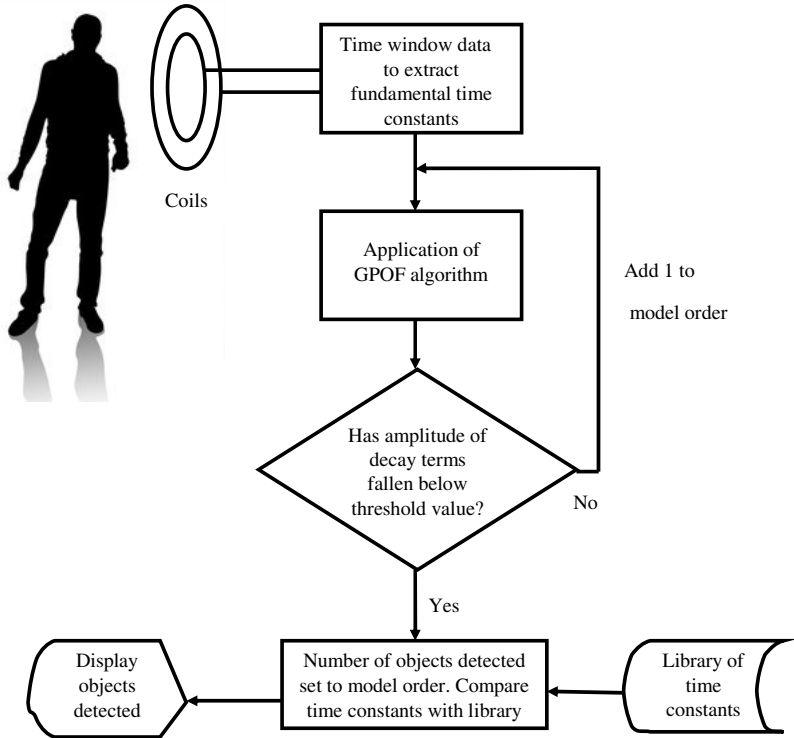 Time window data
to extract
fundamental time
constants
Coils
Application of
GPOF algorithm
Add 1 to
model order
Has amplitude of
decay terms
fallen below
threshold value?
No
Yes
Display
objects
detected
Number of objects detected
set to model order. Compare
time constants with library
Library of
time
constants